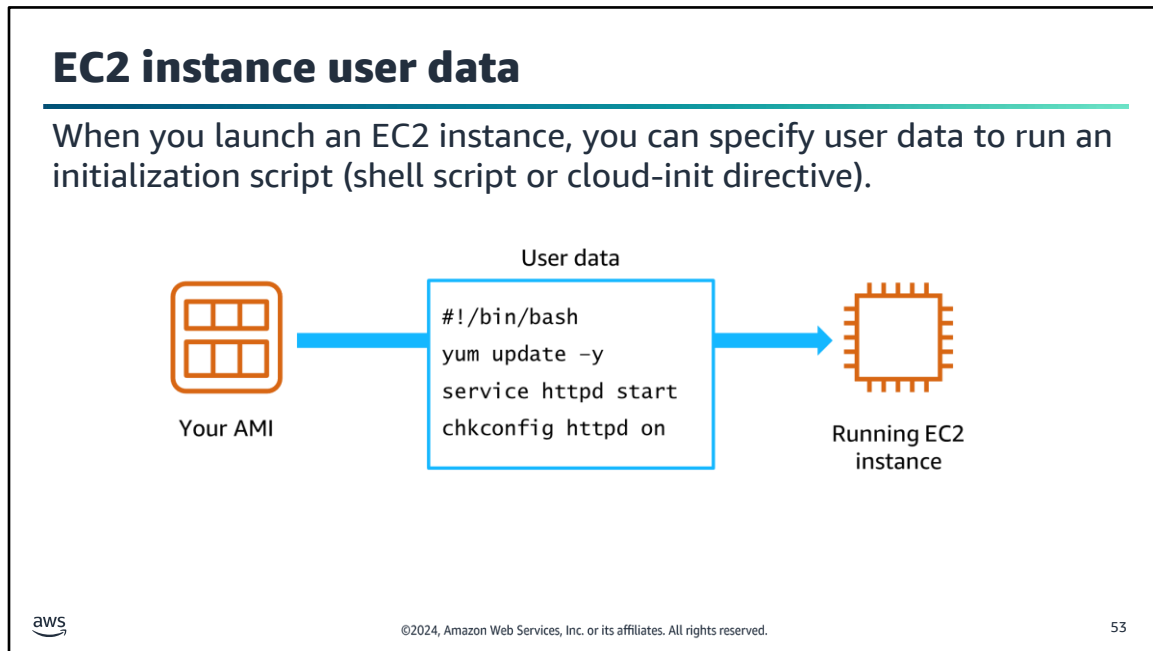 EC2 instance user data
When you launch an EC2 instance, you can specify user data to run an
initialization script (shell script or cloud-init directive).
User data
#!/bin/bash
yum update –y
service httpd start
chkconfig httpd on
Your AMI
Running EC2
instance
aws
©2024, Amazon Web Services, Inc. or its affiliates. All rights reserved.
53